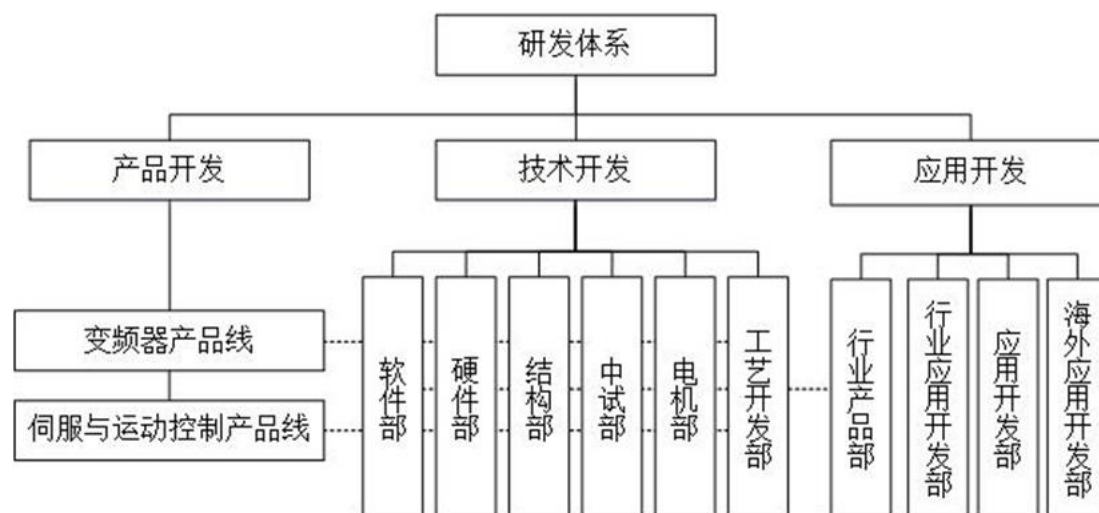 研发体系
产品开发
技术开发
应用开发
变频器产品线
伺服与运动控制产品线
软件部
硬件部
结构部
中试部
电机部
工艺开发部
行业产品部
行业应用开发部
应用开发部
海外应用开发部